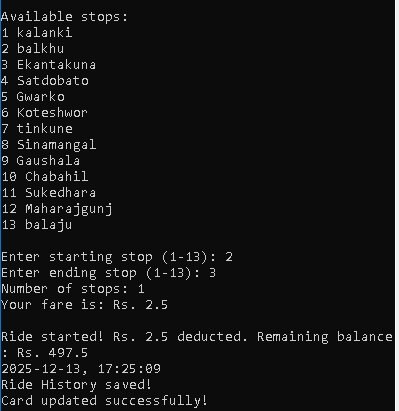 Available stops:
1 kalanki
2 balkhu
3 Ekantakuna
4 Satdobato
5 Gwarko
6 Koteshwor
7 tinkune
8 Sinamangal
9 Gaushala
10 Chabahil
11 Sukedhara
12 Maharajgunj
13 balaju
Enter starting stop (1-13): 2
Enter ending stop (1-13): 3
Number of stops: 1
Your fare is: Rs. 2.5
Ride started! Rs. 2.5 deducted. Remaining balance
: Rs. 497.5
2025-12-13, 17:25:09
Ride History saved!
Card updated successfully!